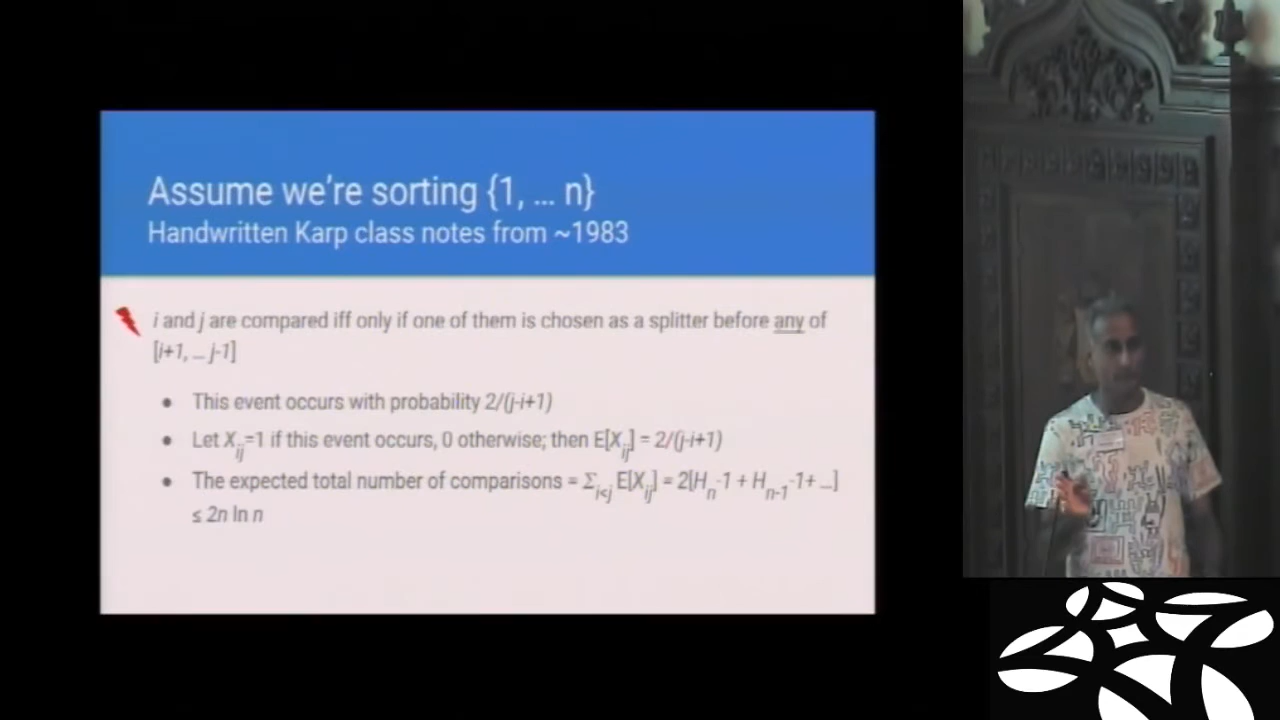 Assume we're sorting {1, ... n}
Handwritten Karp class notes from ~1983
i and j are compared iff only if one of them is chosen as a splitter before any of
[i+1, ... j-1]
● This event occurs with probability 2/(j-i+1)
● Let Xij=1 if this event occurs, 0 otherwise; then E[Xij] = 2/(j-i+1)
● The expected total number of comparisons = Σi<j E[Xij] = 2[Hn-1 + Hn-1-1+ ...]
≤ 2n ln n